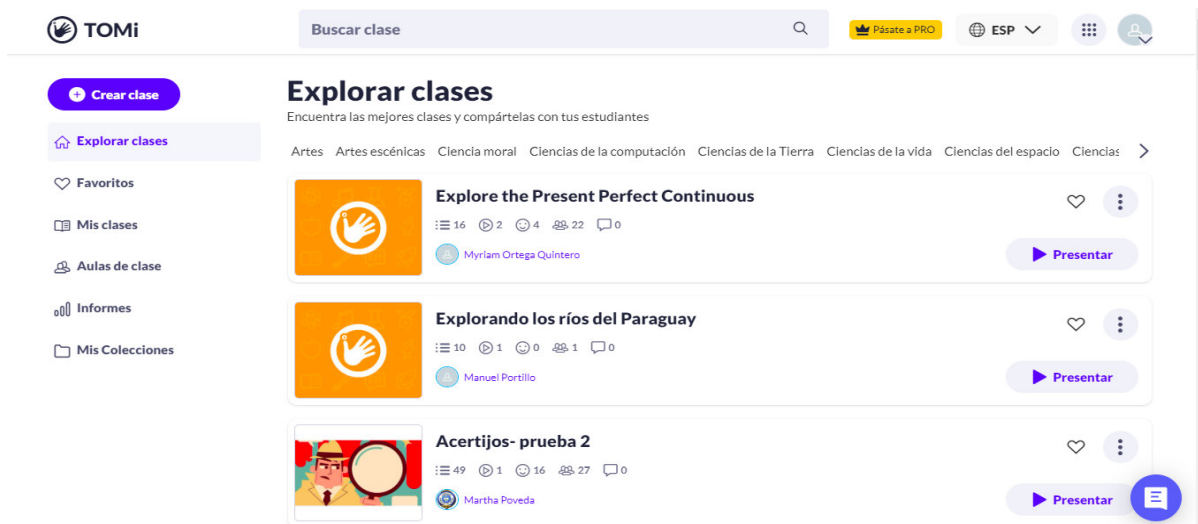 TOMi
Buscar clase
Pásate a PRO
ESP
Crear clase
Explorar clases
Favoritos
Mis clases
Aulas de clase
Informes
Mis Colecciones
Explorar clases
Encuentra las mejores clases y compártelas con tus estudiantes
Artes Artes escénicas Ciencia moral Ciencias de la computación Ciencias de la Tierra Ciencias de la vida Ciencias del espacio Ciencias
Explore the Present Perfect Continuous
16 2 4 22 0
Myriam Ortega Quintero
Presentar
Explorando los ríos del Paraguay
10 1 0 1 0
Manuel Portillo
Presentar
Acertijos- prueba 2
49 1 16 27 0
Martha Poveda
Presentar